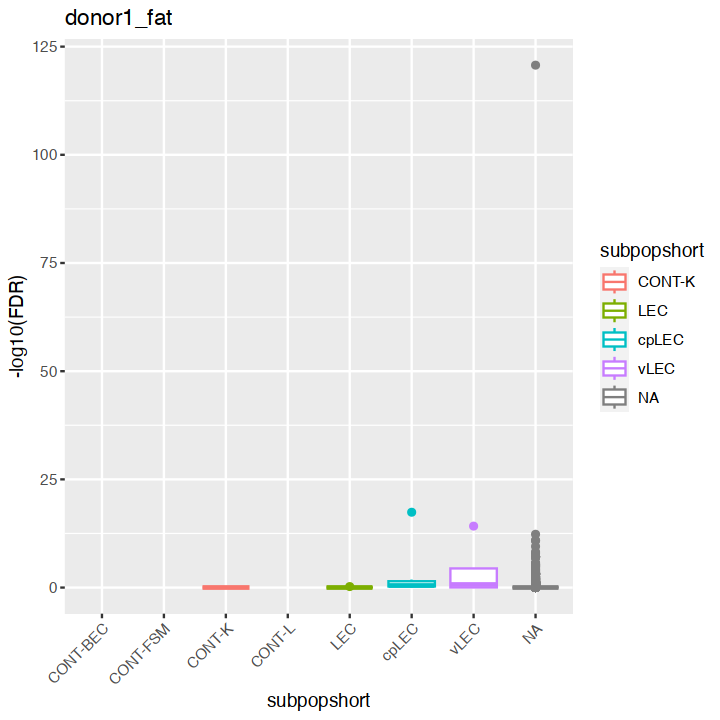 donor1_fat
125
100
75
50
25
0
-log10(FDR)
CONT-BEC
CONT-FSM
CONT-K
CONT-L
LEC
cpLEC
vLEC
NA
subpopshort
subpopshort
CONT-K
LEC
cpLEC
vLEC
NA